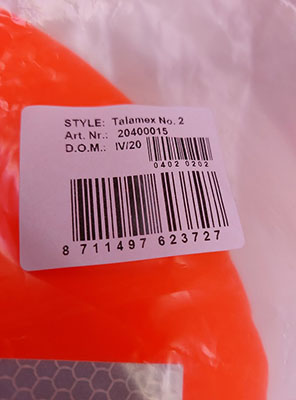 STYLE: Talamex No. 2
Art. Nr.: 20400015
D.O.M.: IV/20
0402 0202
8 711497 623727